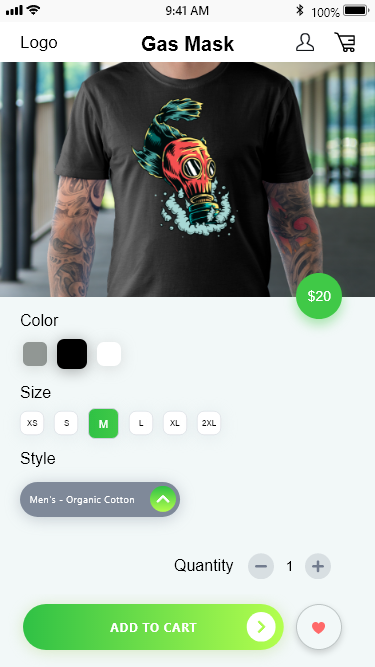 9:41 AM
100%
Logo
Gas Mask
$20
Color
Size
XS S M L XL 2XL
Style
Men's - Organic Cotton
Quantity
1
ADD TO CART